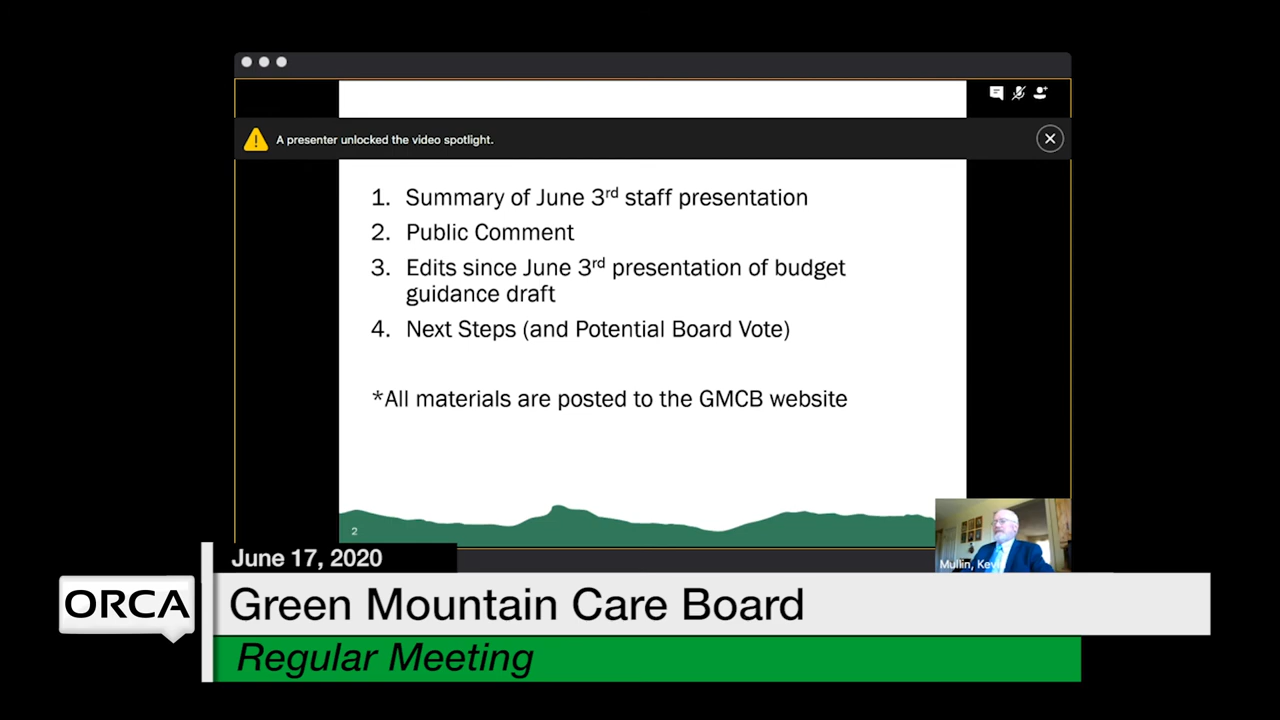 A presenter unlocked the video spotlight.
1. Summary of June 3rd staff presentation
2. Public Comment
3. Edits since June 3rd presentation of budget
guidance draft
4. Next Steps (and Potential Board Vote)
*All materials are posted to the GMCB website
2
Mullin, Kevi
June 17, 2020
ORCA
Green Mountain Care Board
Regular Meeting